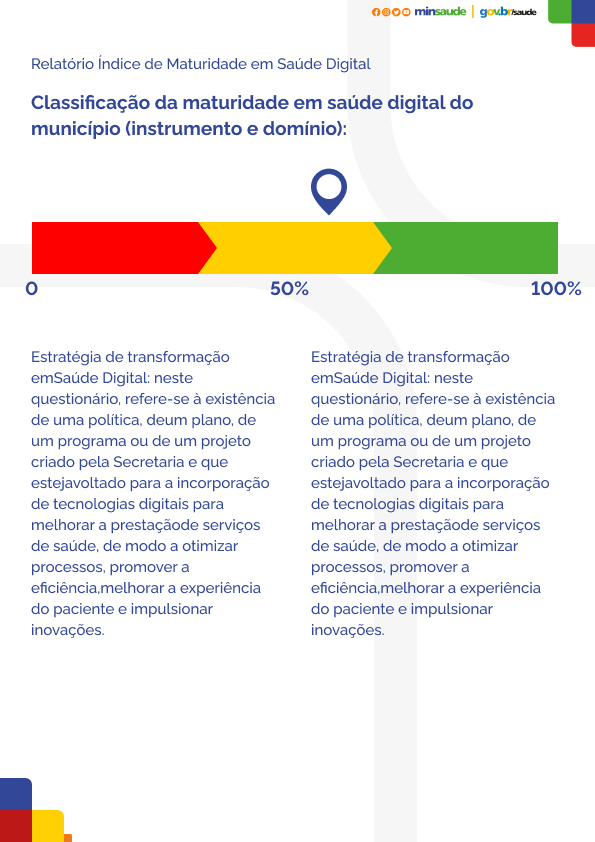 minsaude
gov.br/saude
Relatório Índice de Maturidade em Saúde Digital
Classificação da maturidade em saúde digital do
município (instrumento e domínio):
0 50% 100%
Estratégia de transformação
emSaúde Digital: neste
questionário, refere-se à existência
de uma política, deum plano, de
um programa ou de um projeto
criado pela Secretaria e que
estejavoltado para a incorporação
de tecnologias digitais para
melhorar a prestaçãode serviços
de saúde, de modo a otimizar
processos, promover a
eficiência,melhorar a experiência
do paciente e impulsionar
inovações.
Estratégia de transformação
emSaúde Digital: neste
questionário, refere-se à existência
de uma política, deum plano, de
um programa ou de um projeto
criado pela Secretaria e que
estejavoltado para a incorporação
de tecnologias digitais para
melhorar a prestaçãode serviços
de saúde, de modo a otimizar
processos, promover a
eficiência,melhorar a experiência
do paciente e impulsionar
inovações.